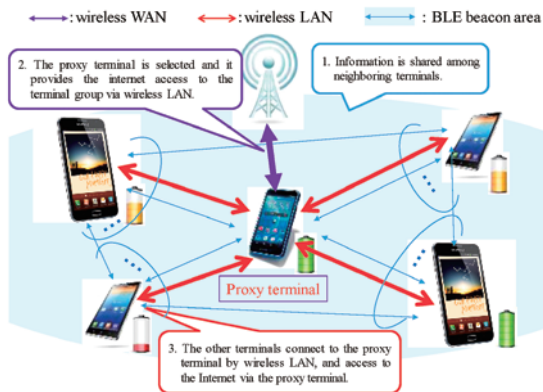 : wireless WAN : wireless LAN : BLE beacon area
2. The proxy terminal is selected and it
provides the internet access to the
terminal group via wireless LAN.
1. Information is shared among
neighboring terminals.
Proxy terminal
3. The other terminals connect to the proxy
terminal by wireless LAN, and access to
the Internet via the proxy terminal.